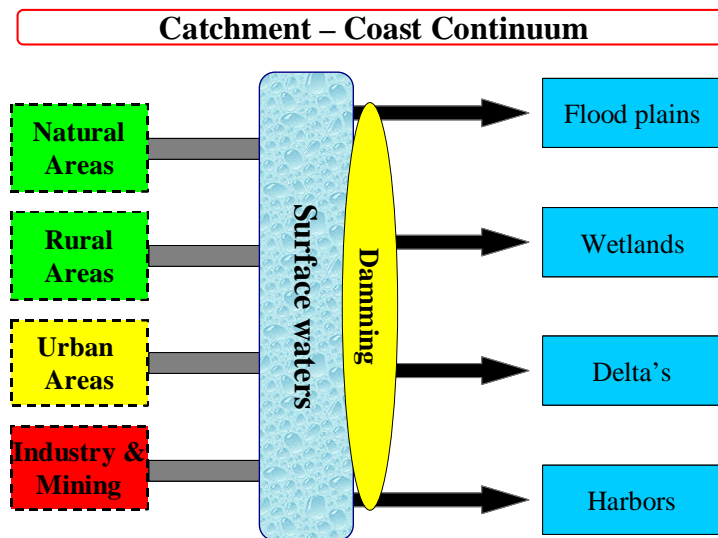 Catchment – Coast Continuum
Natural
Areas
Rural
Areas
Urban
Areas
Industry &
Mining
Surface waters
Damming
Flood plains
Wetlands
Delta’s
Harbors